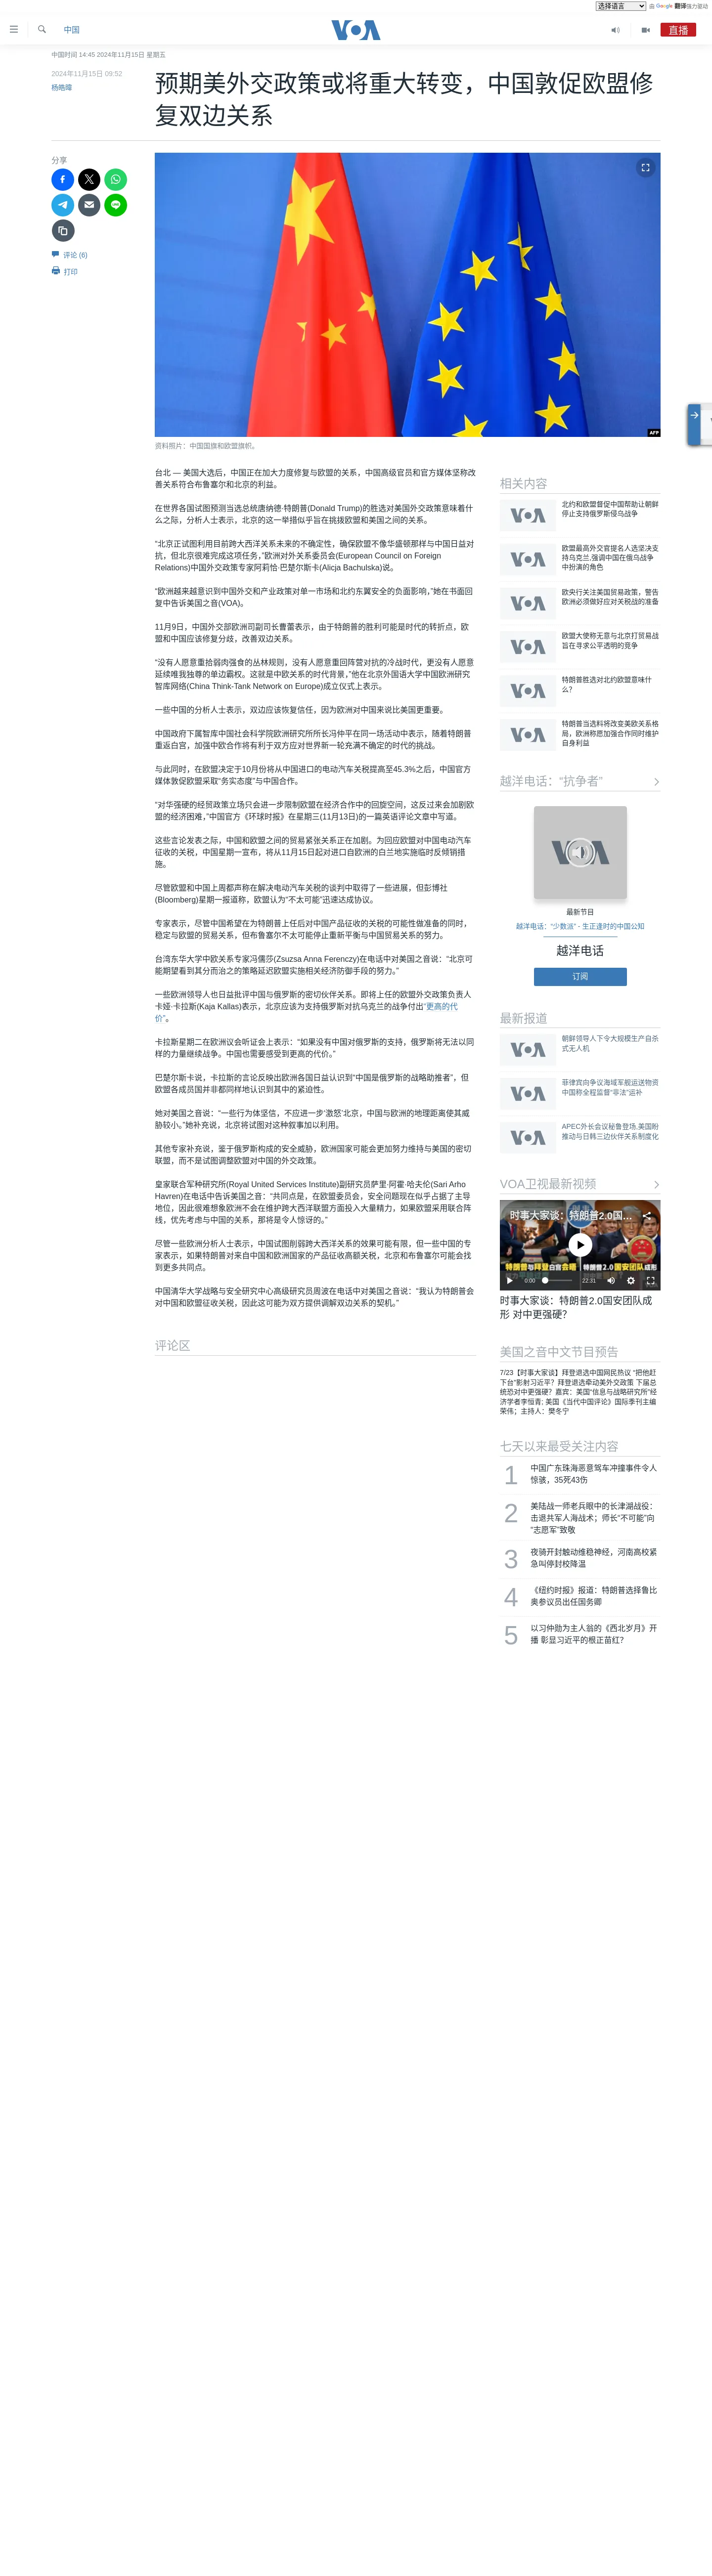 选择语言
由 Google 翻译强力驱动
中国
VOA
直播
中国时间 14:45 2024年11月15日 星期五
2024年11月15日 09:52
杨皓暐
预期美外交政策或将重大转变，中国敦促欧盟修
复双边关系
分享
评论 (6)
打印
AFP
资料照片：中国国旗和欧盟旗帜。
台北 — 美国大选后，中国正在加大力度修复与欧盟的关系，中国高级官员和官方媒体坚称改
善关系符合布鲁塞尔和北京的利益。
在世界各国试图预测当选总统唐纳德·特朗普(Donald Trump)的胜选对美国外交政策意味着什
么之际，分析人士表示，北京的这一举措似乎旨在挑拨欧盟和美国之间的关系。
“北京正试图利用目前跨大西洋关系未来的不确定性，确保欧盟不像华盛顿那样与中国日益对
抗，但北京很难完成这项任务，”欧洲对外关系委员会(European Council on Foreign
Relations)中国外交政策专家阿莉恰·巴楚尔斯卡(Alicja Bachulska)说。
“欧洲越来越意识到中国外交和产业政策对单一市场和北约东翼安全的负面影响，”她在书面回
复中告诉美国之音(VOA)。
11月9日，中国外交部欧洲司副司长曹蕾表示，由于特朗普的胜利可能是时代的转折点，欧
盟和中国应该修复分歧，改善双边关系。
“没有人愿意重拾弱肉强食的丛林规则，没有人愿意重回阵营对抗的冷战时代，更没有人愿意
延续唯我独尊的单边霸权。这就是中欧关系的时代背景，”他在北京外国语大学中国欧洲研究
智库网络(China Think-Tank Network on Europe)成立仪式上表示。
一些中国的分析人士表示，双边应该恢复信任，因为欧洲对中国来说比美国更重要。
中国政府下属智库中国社会科学院欧洲研究所所长冯仲平在同一场活动中表示，随着特朗普
重返白宫，加强中欧合作将有利于双方应对世界新一轮充满不确定的时代的挑战。
与此同时，在欧盟决定于10月份将从中国进口的电动汽车关税提高至45.3%之后，中国官方
媒体敦促欧盟采取“务实态度”与中国合作。
“对华强硬的经贸政策立场只会进一步限制欧盟在经济合作中的回旋空间，这反过来会加剧欧
盟的经济困难，”中国官方《环球时报》在星期三(11月13日)的一篇英语评论文章中写道。
这些言论发表之际，中国和欧盟之间的贸易紧张关系正在加剧。为回应欧盟对中国电动汽车
征收的关税，中国星期一宣布，将从11月15日起对进口自欧洲的白兰地实施临时反倾销措
施。
尽管欧盟和中国上周都声称在解决电动汽车关税的谈判中取得了一些进展，但彭博社
(Bloomberg)星期一报道称，欧盟认为“不太可能”迅速达成协议。
专家表示，尽管中国希望在为特朗普上任后对中国产品征收的关税的可能性做准备的同时，
稳定与欧盟的贸易关系，但布鲁塞尔不太可能停止重新平衡与中国贸易关系的努力。
台湾东华大学中欧关系专家冯儒莎(Zsuzsa Anna Ferenczy)在电话中对美国之音说：“北京可
能期望看到其分而治之的策略延迟欧盟实施相关经济防御手段的努力。”
一些欧洲领导人也日益批评中国与俄罗斯的密切伙伴关系。即将上任的欧盟外交政策负责人
卡娅·卡拉斯(Kaja Kallas)表示，北京应该为支持俄罗斯对抗乌克兰的战争付出“更高的代
价”。
卡拉斯星期二在欧洲议会听证会上表示：“如果没有中国对俄罗斯的支持，俄罗斯将无法以同
样的力量继续战争。中国也需要感受到更高的代价。”
巴楚尔斯卡说，卡拉斯的言论反映出欧洲各国日益认识到“中国是俄罗斯的战略助推者”，但
欧盟各成员国并非都同样地认识到其中的紧迫性。
她对美国之音说：“一些行为体坚信，不应进一步‘激怒’北京，中国与欧洲的地理距离使其威
胁较小。”她补充说，北京将试图对这种叙事加以利用。
其他专家补充说，鉴于俄罗斯构成的安全威胁，欧洲国家可能会更加努力维持与美国的密切
联盟，而不是试图调整欧盟对中国的外交政策。
皇家联合军种研究所(Royal United Services Institute)副研究员萨里·阿霍·哈夫伦(Sari Arho
Havren)在电话中告诉美国之音：“共同点是，在欧盟委员会，安全问题现在似乎占据了主导
地位，因此很难想象欧洲不会在维护跨大西洋联盟方面投入大量精力，如果欧盟采用联合阵
线，优先考虑与中国的关系，那将是令人惊讶的。”
尽管一些欧洲分析人士表示，中国试图削弱跨大西洋关系的效果可能有限，但一些中国的专
家表示，如果特朗普对来自中国和欧洲国家的产品征收高额关税，北京和布鲁塞尔可能会找
到更多共同点。
中国清华大学战略与安全研究中心高级研究员周波在电话中对美国之音说：“我认为特朗普会
对中国和欧盟征收关税，因此这可能为双方提供调解双边关系的契机。”
评论区
相关内容
北约和欧盟督促中国帮助让朝鲜
停止支持俄罗斯侵乌战争
欧盟最高外交官提名人选坚决支
持乌克兰,强调中国在俄乌战争
中扮演的角色
欧央行关注美国贸易政策，警告
欧洲必须做好应对关税战的准备
欧盟大使称无意与北京打贸易战
旨在寻求公平透明的竞争
特朗普胜选对北约欧盟意味什
么？
特朗普当选料将改变美欧关系格
局，欧洲称愿加强合作同时维护
自身利益
越洋电话：“抗争者”
最新节目
越洋电话：“少数派” - 生正逢时的中国公知
越洋电话
订阅
最新报道
朝鲜领导人下令大规模生产自杀
式无人机
菲律宾向争议海域军舰运送物资
中国称全程监督“非法”运补
APEC外长会议秘鲁登场,美国盼
推动与日韩三边伙伴关系制度化
VOA卫视最新视频
时事大家谈：特朗普2.0国...
特朗普与拜登白宫会晤
特朗普2.0国安团队成形
0:00
22:31
时事大家谈：特朗普2.0国安团队成
形 对中更强硬？
美国之音中文节目预告
7/23【时事大家谈】拜登退选中国网民热议 “把他赶
下台”影射习近平？拜登退选牵动美外交政策 下届总
统恐对中更强硬？嘉宾：美国“信息与战略研究所”经
济学者李恒青; 美国《当代中国评论》国际季刊主编
荣伟；主持人：樊冬宁
七天以来最受关注内容
1
中国广东珠海恶意驾车冲撞事件令人
惊骇，35死43伤
2
美陆战一师老兵眼中的长津湖战役：
击退共军人海战术；师长“不可能”向
“志愿军”致敬
3
夜骑开封触动维稳神经，河南高校紧
急叫停封校降温
4
《纽约时报》报道：特朗普选择鲁比
奥参议员出任国务卿
5
以习仲勋为主人翁的《西北岁月》开
播 彰显习近平的根正苗红？